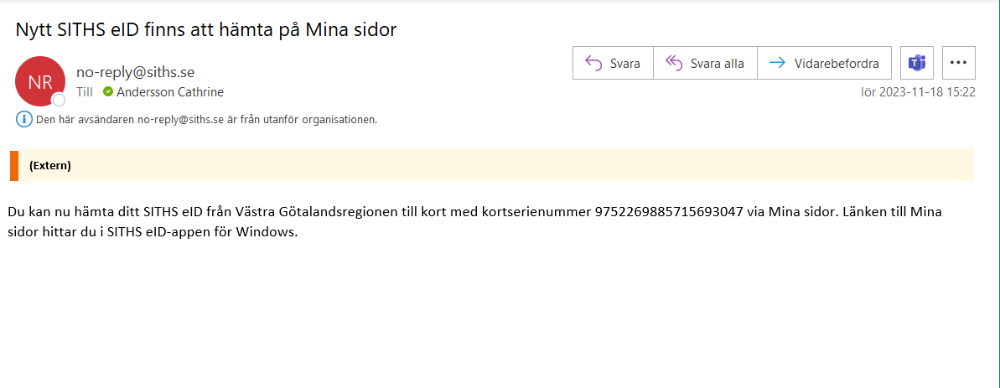 Nytt SITHS eID finns att hämta på Mina sidor
NR
no-reply@siths.se
Till Andersson Cathrine
Svara
Svara alla
Vidarebefordra
lör 2023-11-18 15:22
Den här avsändaren no-reply@siths.se är från utanför organisationen.
(Extern)
Du kan nu hämta ditt SITHS eID från Västra Götalandsregionen till kort med kortserienummer 9752269885715693047 via Mina sidor. Länken till Mina
sidor hittar du i SITHS eID-appen för Windows.